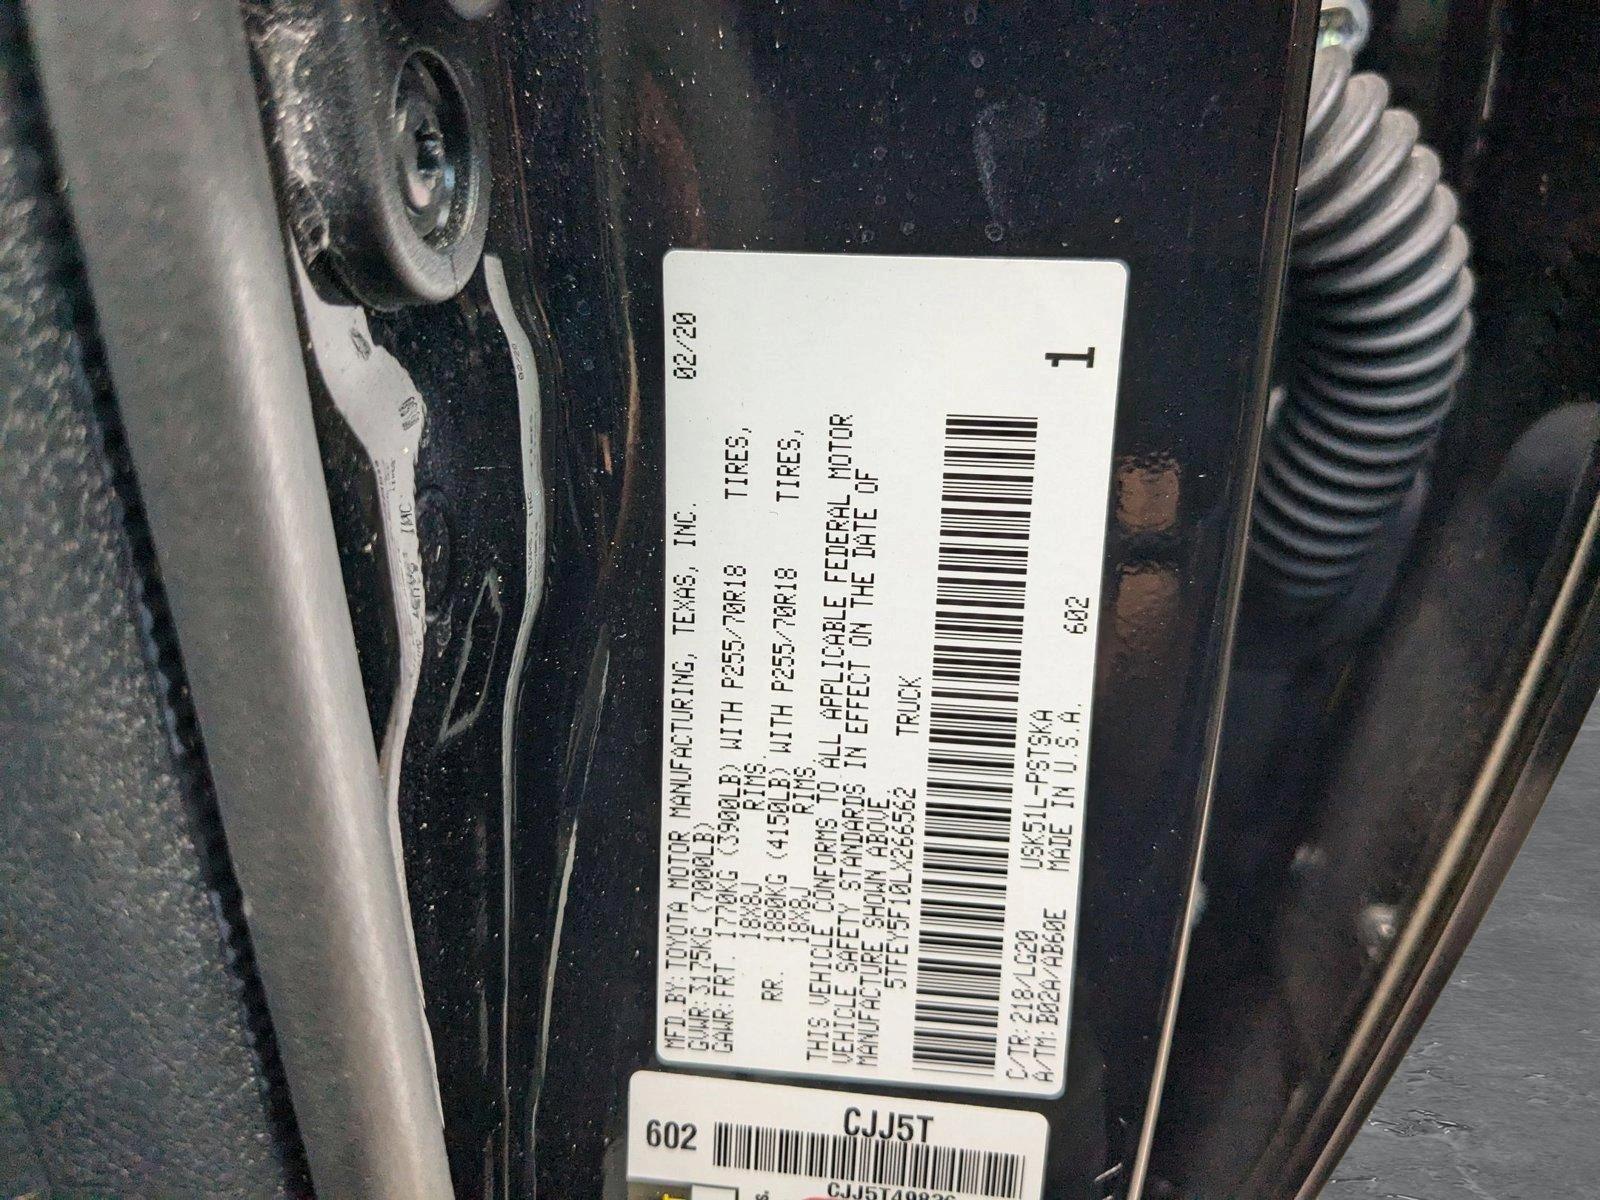 MFD.BY: TOYOTA MOTOR MANUFACTURING, TEXAS, INC. 02/20
GVWR: 3175KG (7000LB)
GAWR: FRT. 1770KG (3900LB) WITH P255/70R18 TIRES,
18X8J RIMS,
RR. 1880KG (4150LB) WITH P255/70R18 TIRES,
18X8J RIMS,
THIS VEHICLE CONFORMS TO ALL APPLICABLE FEDERAL MOTOR
VEHICLE SAFETY STANDARDS IN EFFECT ON THE DATE OF
MANUFACTURE SHOWN ABOVE.
5TFEY5F10LX266562 TRUCK
C/TR: 218/LG20 USK51L-PSTSKA 602 1
A/TM: B02A/AB60E MADE IN U.S.A.
602 CJJ5T